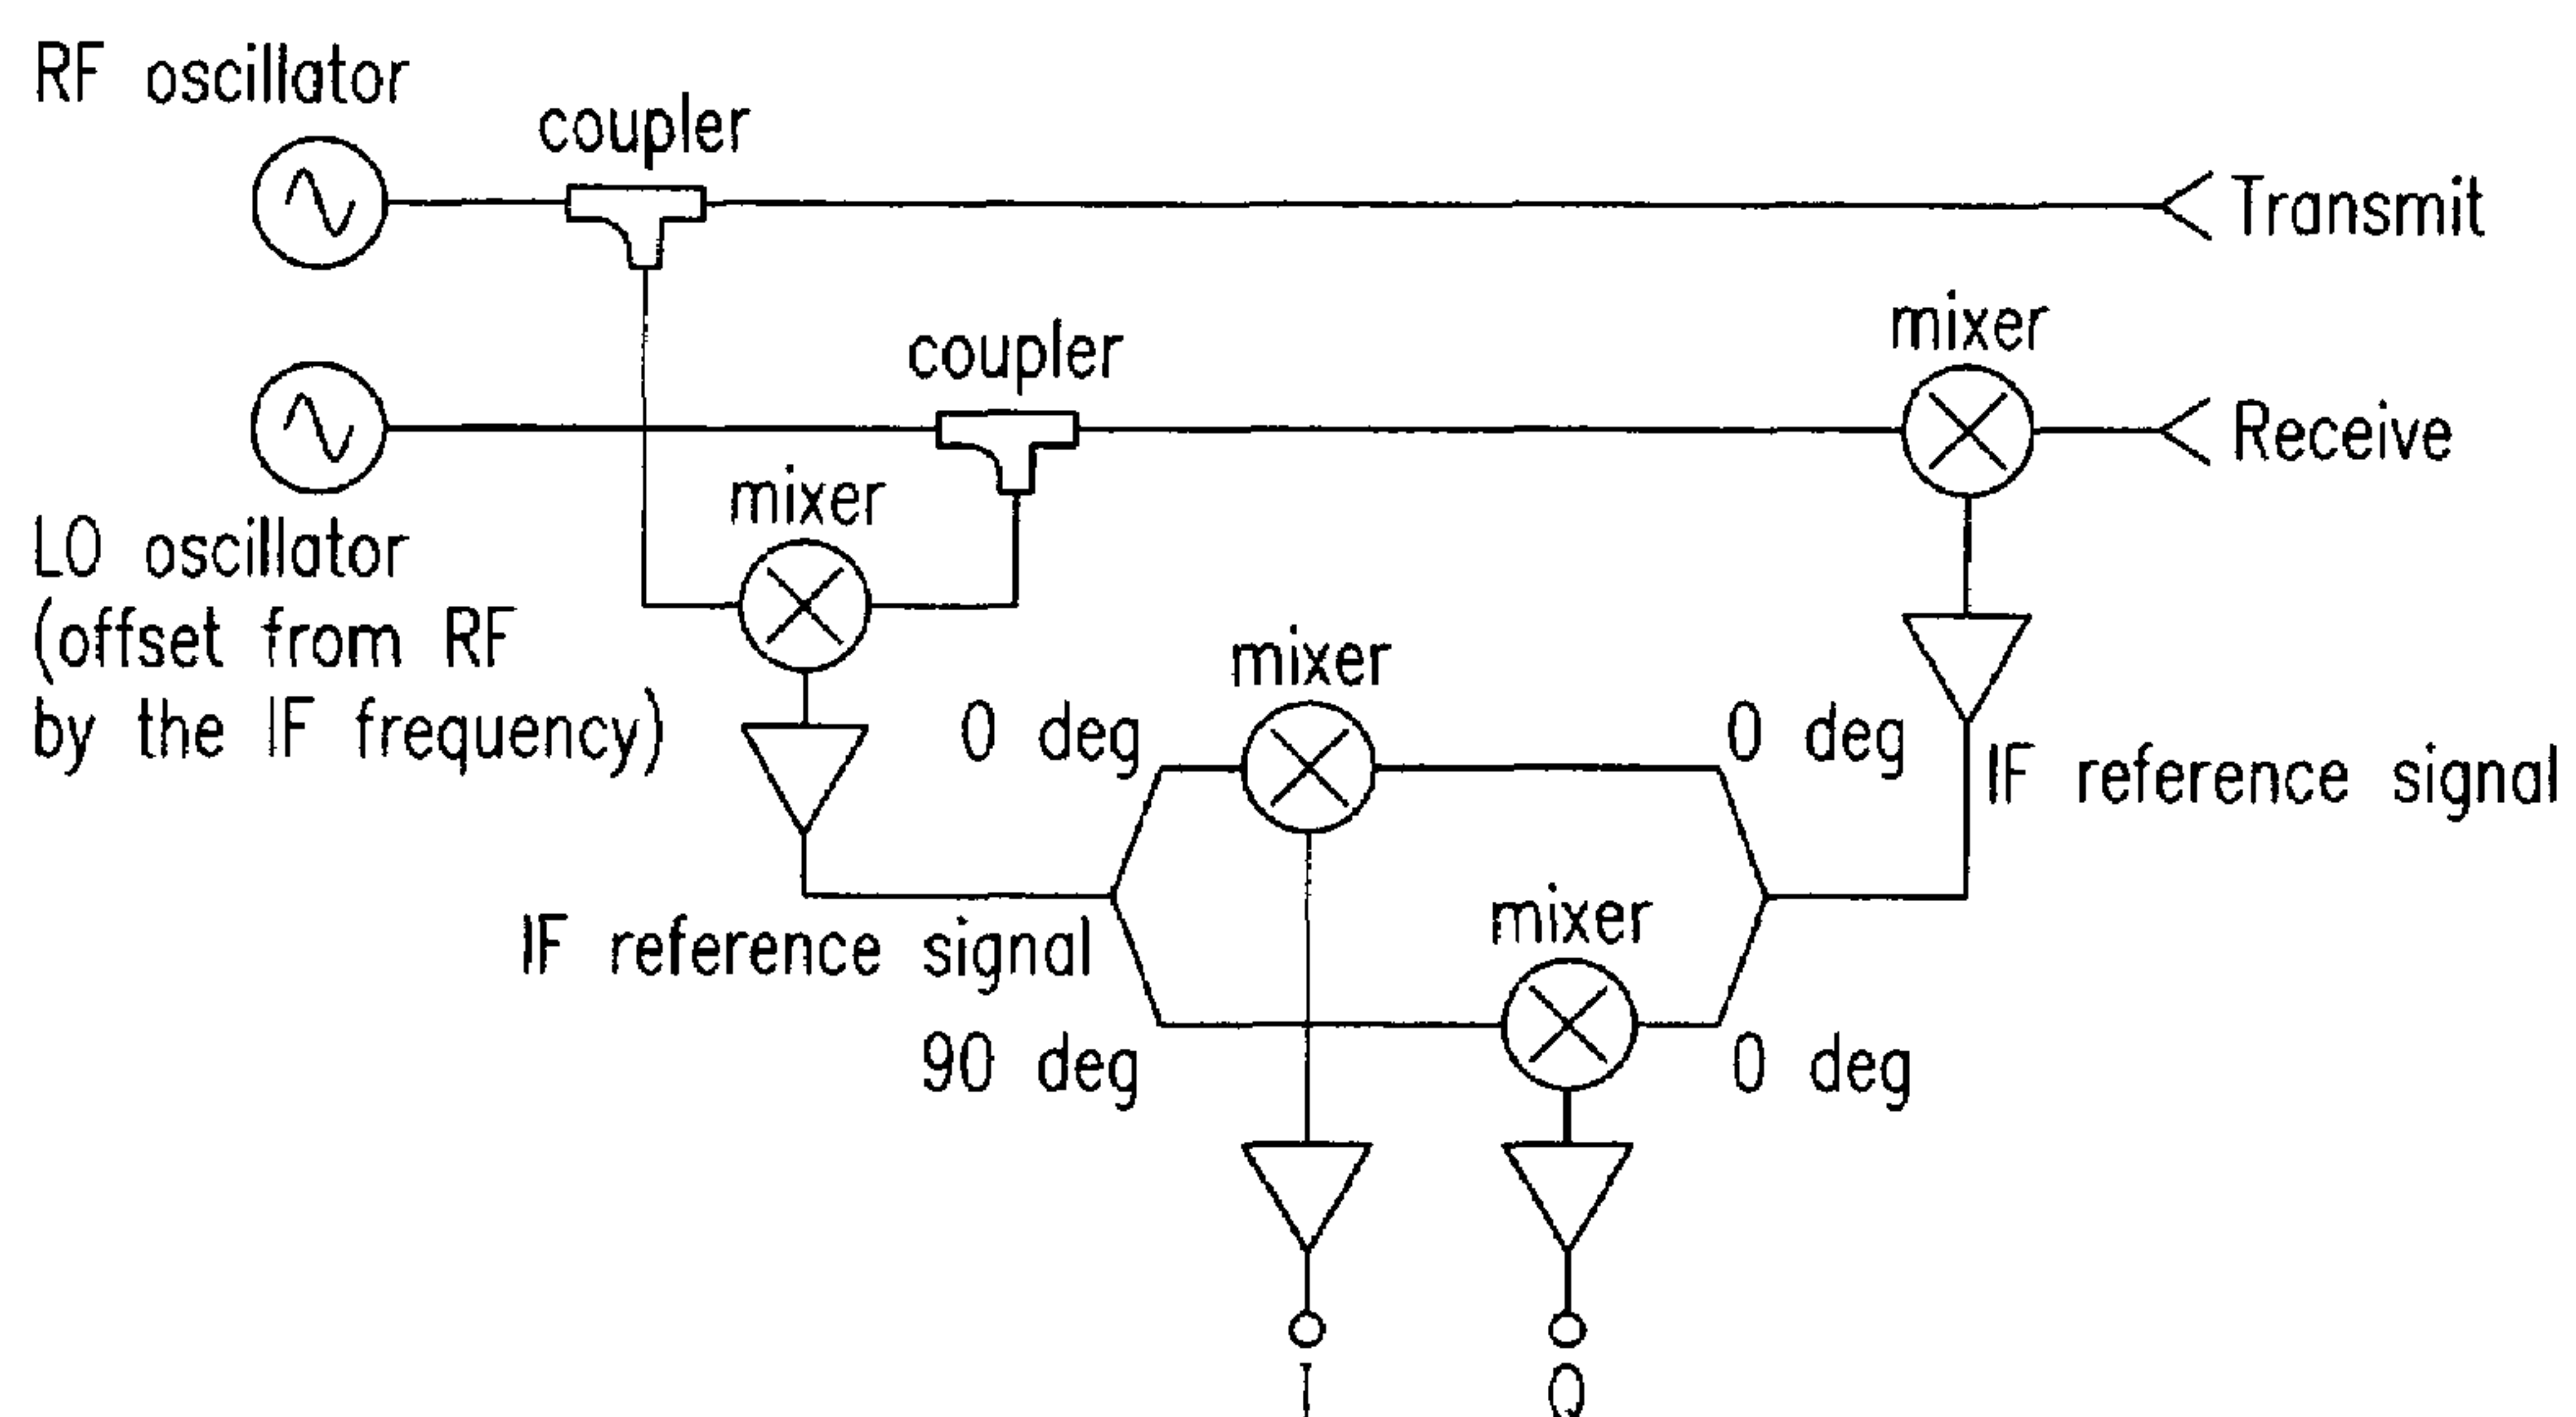 RF oscillator
coupler
Transmit
coupler
mixer
Receive
LO oscillator
(offset from RF
by the IF frequency)
mixer
mixer
0 deg
0 deg
IF reference signal
IF reference signal
mixer
90 deg
0 deg
I
Q